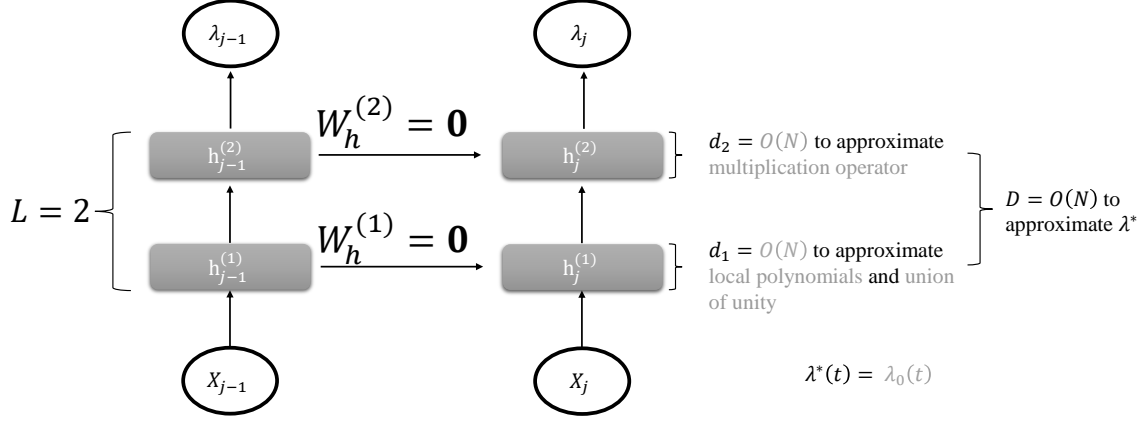 λ_{j−1}
λ_j
W_h^{(2)} = 0
h_{j−1}^{(2)}
h_j^{(2)}
d_2 = O(N) to approximate
multiplication operator
L = 2
D = O(N) to
approximate λ*
W_h^{(1)} = 0
h_{j−1}^{(1)}
h_j^{(1)}
d_1 = O(N) to approximate
local polynomials and union
of unity
X_{j−1}
X_j
λ*(t) = λ_0(t)